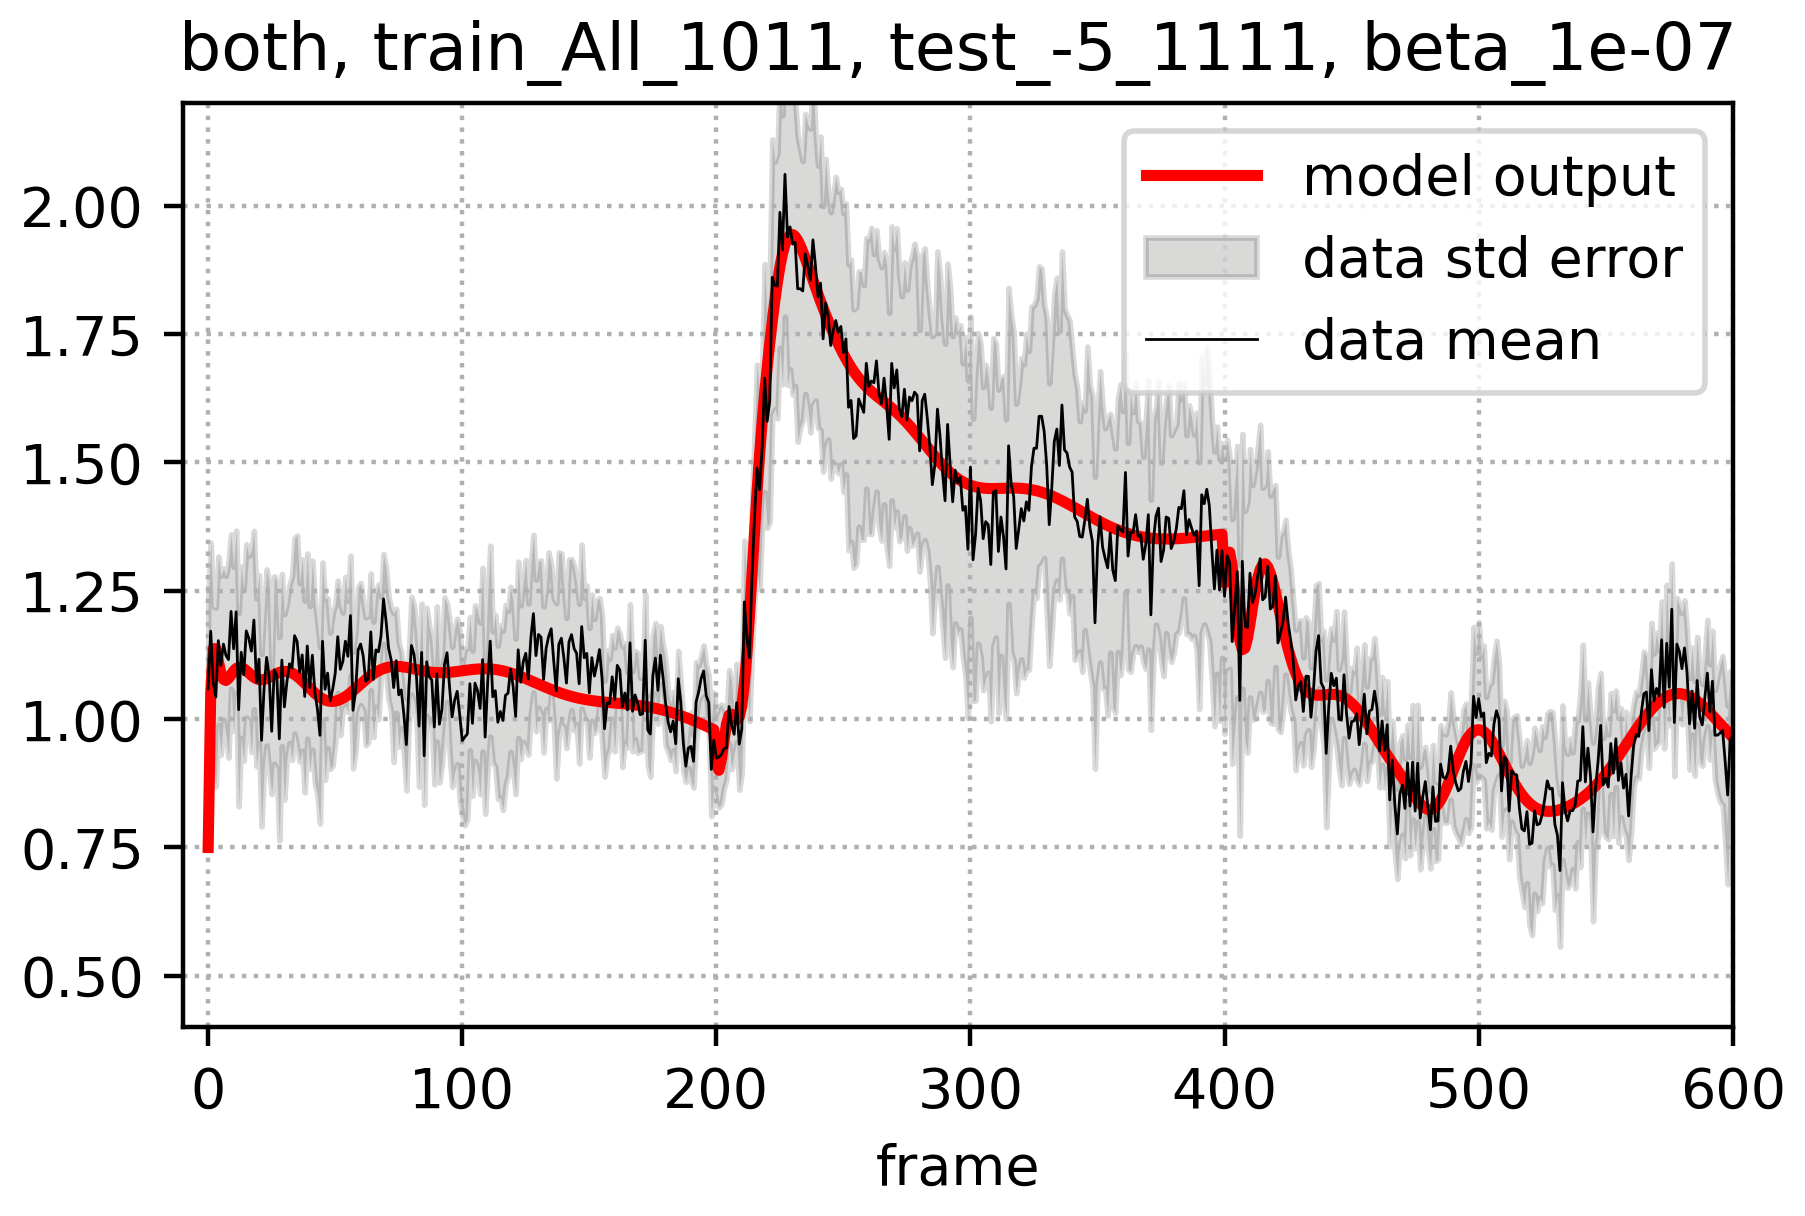 both, train_All_1011, test_-5_1111, beta_1e-07
model output
data std error
data mean
2.00
1.75
1.50
1.25
1.00
0.75
0.50
0 100 200 300 400 500 600
frame